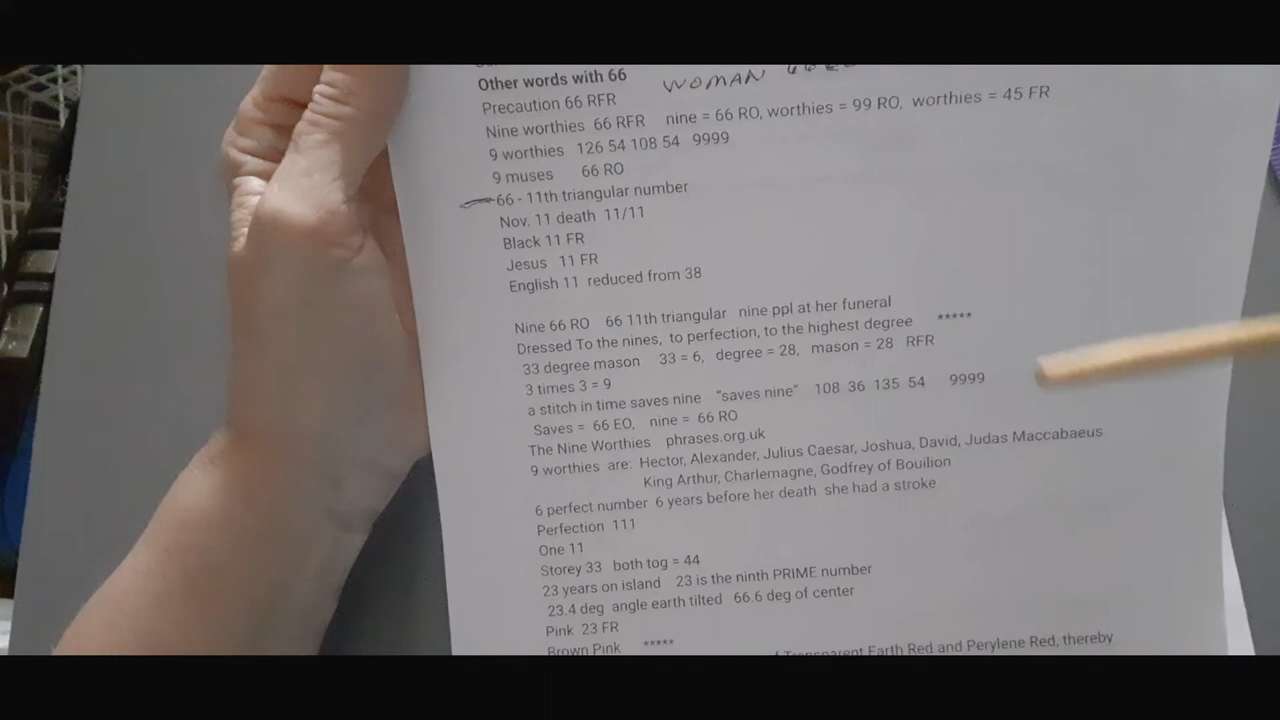 Other words with 66 WOMAN
Precaution 66 RFR
Nine worthies 66 RFR nine = 66 RO, worthies = 99 RO, worthies = 45 FR
9 worthies 126 54 108 54 9999
9 muses 66 RO
66 - 11th triangular number
Nov. 11 death 11/11
Black 11 FR
Jesus 11 FR
English 11 reduced from 38
Nine 66 RO 66 11th triangular nine ppl at her funeral
Dressed To the nines, to perfection, to the highest degree *****
33 degree mason 33 = 6, degree = 28, mason = 28 RFR
3 times 3 = 9
a stitch in time saves nine "saves nine" 108 36 135 54 9999
Saves = 66 EO, nine = 66 RO
The Nine Worthies phrases.org.uk
9 worthies are: Hector, Alexander, Julius Caesar, Joshua, David, Judas Maccabaeus
King Arthur, Charlemagne, Godfrey of Bouilion
6 perfect number 6 years before her death she had a stroke
Perfection 111
One 11
Storey 33 both tog = 44
23 years on island 23 is the ninth PRIME number
23.4 deg angle earth tilted 66.6 deg of center
Pink 23 FR
Brown Pink ***** Transparent Earth Red and Perylene Red, thereby